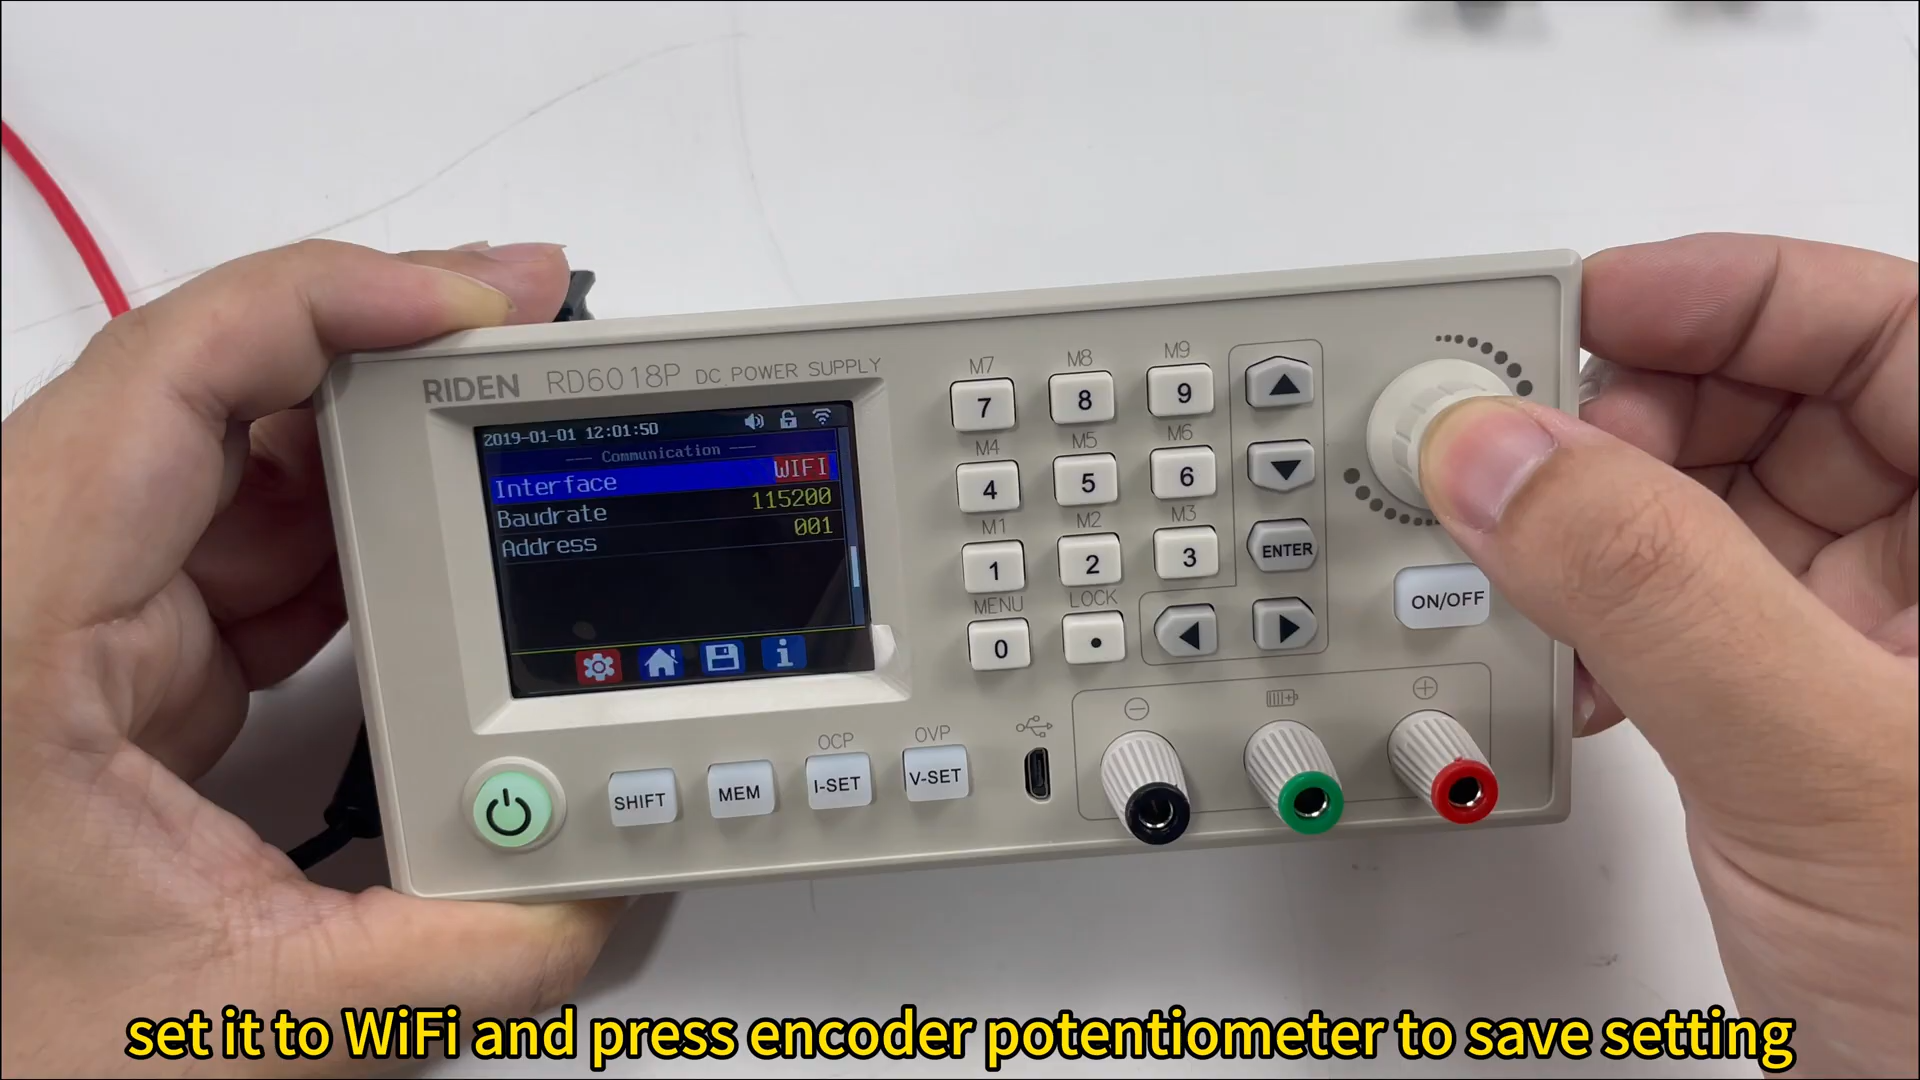 RIDEN RD6018P DC POWER SUPPLY
2019-01-01 12:01:50
--- Communication ---
Interface WIFI
Baudrate 115200
Address 001
M7 M8 M9
7 8 9
M4 M5 M6
4 5 6
M1 M2 M3
1 2 3 ENTER
MENU LOCK
0 •
ON/OFF
OCP OVP
SHIFT MEM I-SET V-SET
set it to WiFi and press encoder potentiometer to save setting